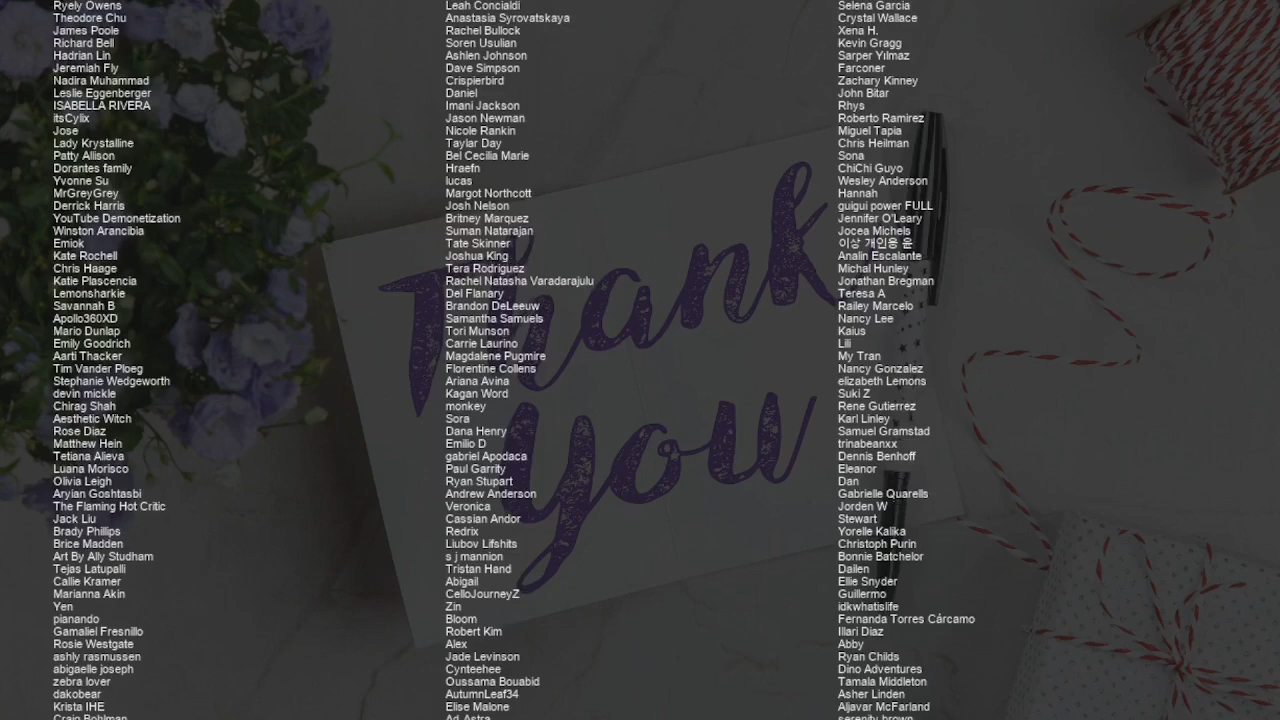 Ryely Owens
Theodore Chu
James Poole
Richard Bell
Hadrian Lin
Jeremiah Fly
Nadira Muhammad
Leslie Eggenberger
ISABELLA RIVERA
itsCylix
Jose
Lady Krystalline
Patty Allison
Dorantes family
Yvonne Su
MrGreyGrey
Derrick Harris
YouTube Demonetization
Winston Arancibia
Emiok
Kate Rochell
Chris Haage
Katie Plascencia
Lemonsharkie
Savannah B
Apollo360XD
Mario Dunlap
Emily Goodrich
Aarti Thacker
Tim Vander Ploeg
Stephanie Wedgeworth
devin mickle
Chirag Shah
Aesthetic Witch
Rose Diaz
Matthew Hein
Tetiana Alieva
Luana Morisco
Olivia Leigh
Aryian Goshtasbi
The Flaming Hot Critic
Jack Liu
Brady Phillips
Brice Madden
Art By Ally Studham
Tejas Latupalli
Callie Kramer
Marianna Akin
Yen
pianando
Gamaliel Fresnillo
Rosie Westgate
ashly rasmussen
abigaelle joseph
zebra lover
dakobear
Krista IHE
Craig Bohlman
Leah Concialdi
Anastasia Syrovatskaya
Rachel Bullock
Soren Usulian
Ashlen Johnson
Dave Simpson
Crispierbird
Daniel
Imani Jackson
Jason Newman
Nicole Rankin
Taylar Day
Bel Cecilia Marie
Hraefn
lucas
Margot Northcott
Josh Nelson
Britney Marquez
Suman Natarajan
Tate Skinner
Joshua King
Tera Rodriguez
Rachel Natasha Varadarajulu
Del Flanary
Brandon DeLeeuw
Samantha Samuels
Tori Munson
Carrie Laurino
Magdalene Pugmire
Florentine Collens
Ariana Avina
Kagan Word
monkey
Sora
Dana Henry
Emilio D
gabriel Apodaca
Paul Garrity
Ryan Stupart
Andrew Anderson
Veronica
Cassian Andor
Redrix
Liubov Lifshits
s j mannion
Tristan Hand
Abigail
CelloJourneyZ
Zin
Bloom
Robert Kim
Alex
Jade Levinson
Cynteehee
Oussama Bouabid
AutumnLeaf34
Elise Malone
Ad-Astra
Selena Garcia
Crystal Wallace
Xena H.
Kevin Gragg
Sarper Yılmaz
Farconer
Zachary Kinney
John Bitar
Rhys
Roberto Ramirez
Miguel Tapia
Chris Heilman
Sona
ChiChi Guyo
Wesley Anderson
Hannah
guigui power FULL
Jennifer O'Leary
Jocea Michels
이상 개인용 윤
Analin Escalante
Michal Hunley
Jonathan Bregman
Teresa A
Railey Marcelo
Nancy Lee
Kaius
Lili
My Tran
Nancy Gonzalez
elizabeth Lemons
Suki Z
Rene Gutierrez
Karl Linley
Samuel Gramstad
trinabeanxx
Dennis Benhoff
Eleanor
Dan
Gabrielle Quarells
Jorden W
Stewart
Yorelle Kalika
Christoph Purin
Bonnie Batchelor
Dailen
Ellie Snyder
Guillermo
idkwhatislife
Fernanda Torres Cárcamo
Illari Diaz
Abby
Ryan Childs
Dino Adventures
Tamala Middleton
Asher Linden
Aljavar McFarland
serenity brown
Thank
you